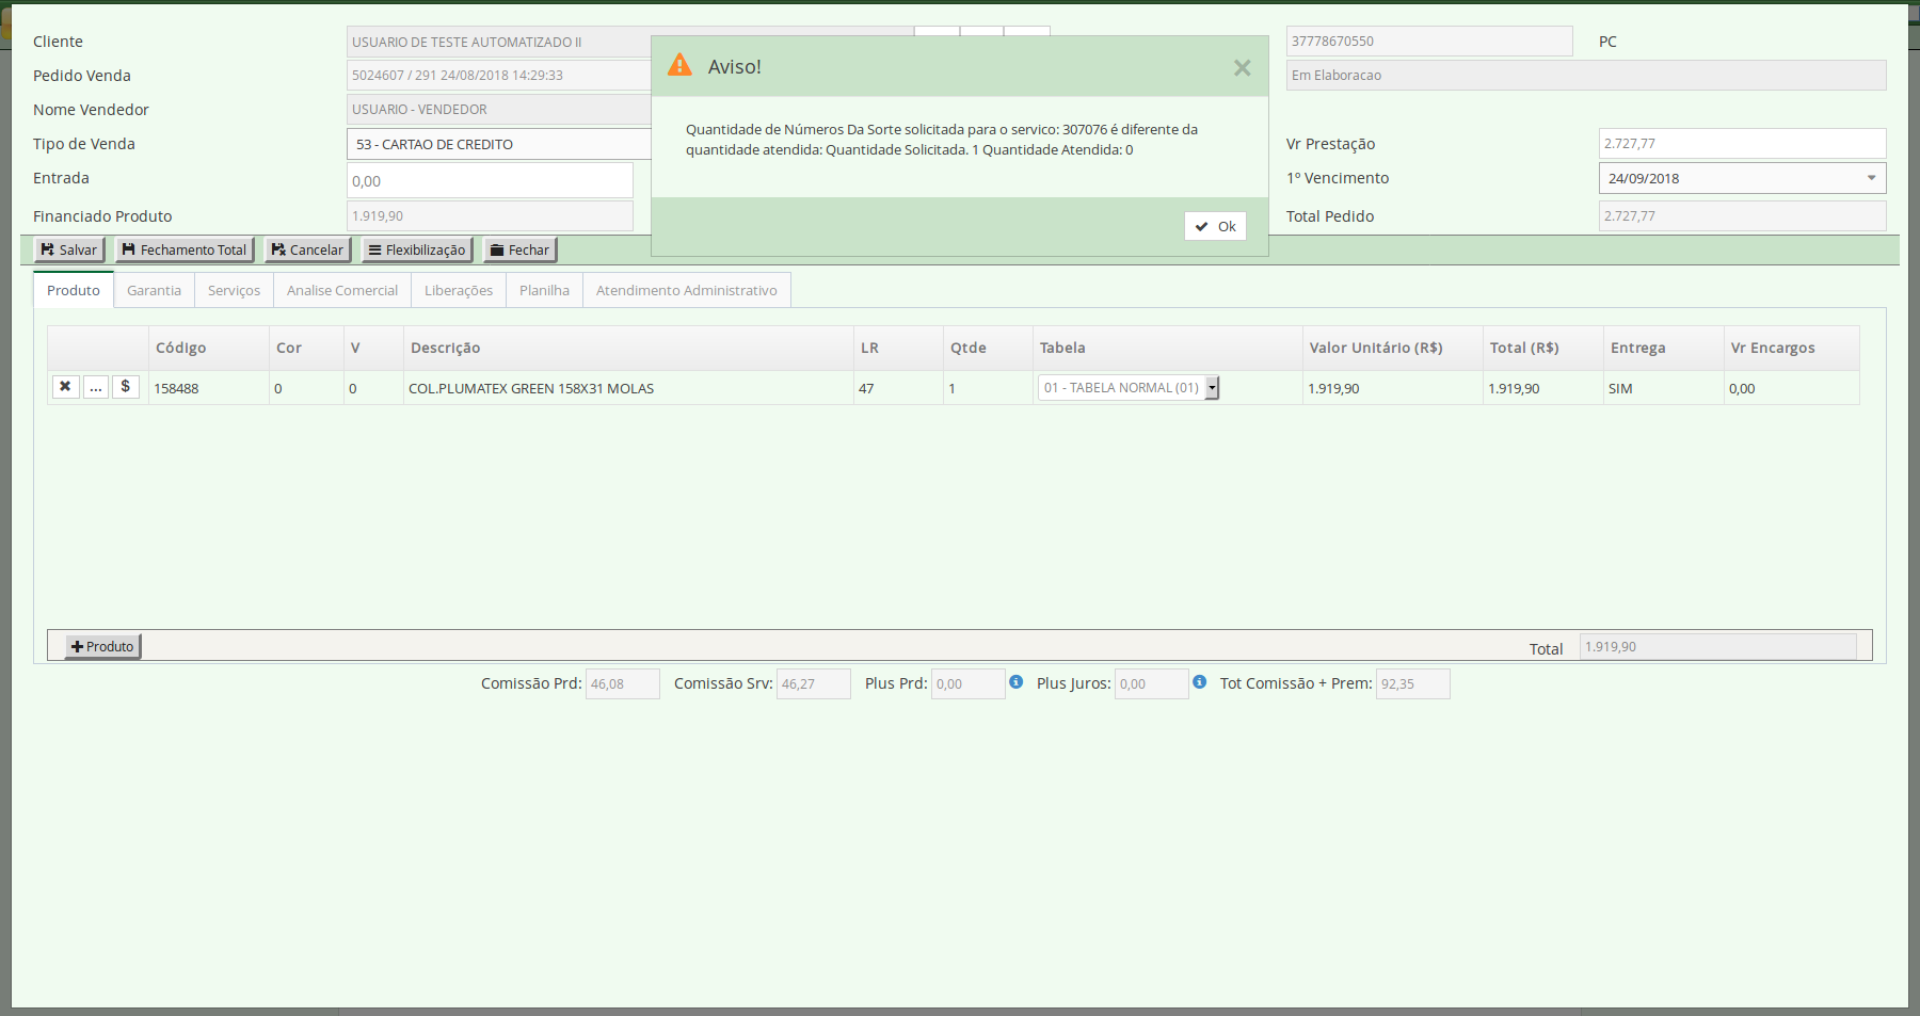 Cliente
USUARIO DE TESTE AUTOMATIZADO II
37778670550
PC
Pedido Venda
5024607 / 291 24/08/2018 14:29:33
Em Elaboracao
Nome Vendedor
USUARIO - VENDEDOR
Tipo de Venda
53 - CARTAO DE CREDITO
Vr Prestação
2.727,77
Entrada
0,00
1º Vencimento
24/09/2018
Financiado Produto
1.919,90
Total Pedido
2.727,77
Aviso!
Quantidade de Números Da Sorte solicitada para o servico: 307076 é diferente da
quantidade atendida: Quantidade Solicitada. 1 Quantidade Atendida: 0
Ok
Salvar Fechamento Total Cancelar Flexibilização Fechar
Produto Garantia Serviços Analise Comercial Liberações Planilha Atendimento Administrativo
Código Cor V Descrição LR Qtde Tabela Valor Unitário (R$) Total (R$) Entrega Vr Encargos
... $ 158488 0 0 COL.PLUMATEX GREEN 158X31 MOLAS 47 1 01 - TABELA NORMAL (01) 1.919,90 1.919,90 SIM 0,00
Produto Total 1.919,90
Comissão Prd: 46,08 Comissão Srv: 46,27 Plus Prd: 0,00 Plus Juros: 0,00 Tot Comissão + Prem: 92,35